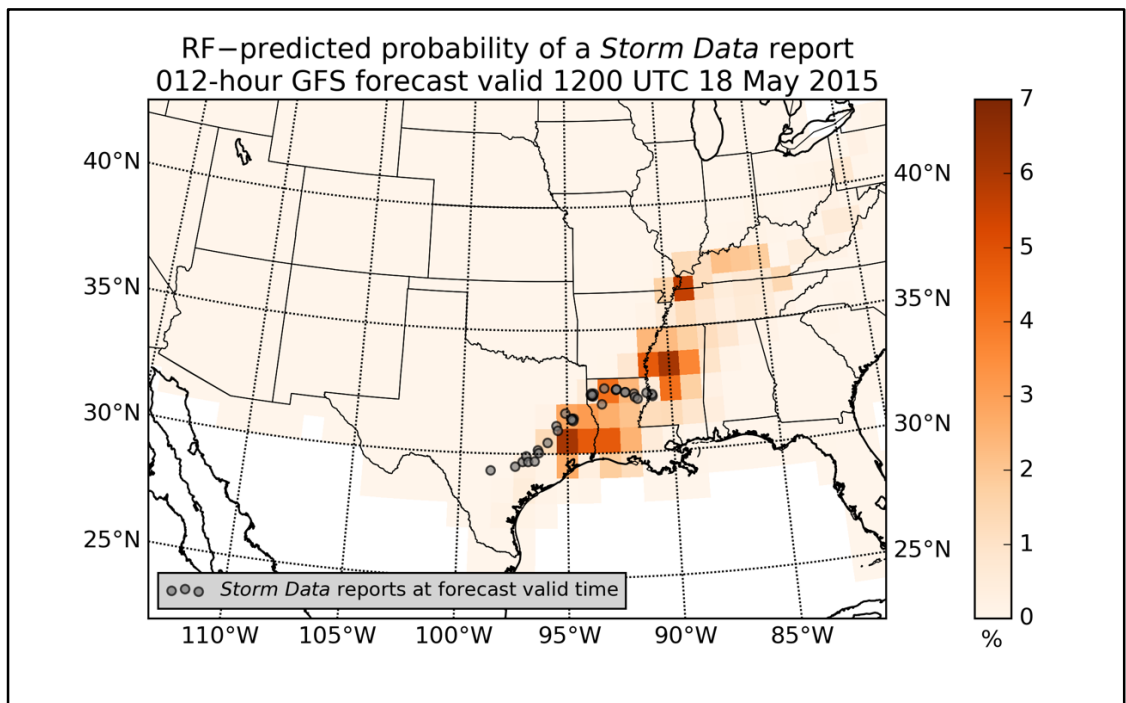 RF−predicted probability of a Storm Data report
012-hour GFS forecast valid 1200 UTC 18 May 2015
40°N
35°N
30°N
25°N
40°N
35°N
30°N
25°N
110°W 105°W 100°W 95°W 90°W 85°W
Storm Data reports at forecast valid time
7
6
5
4
3
2
1
0
%